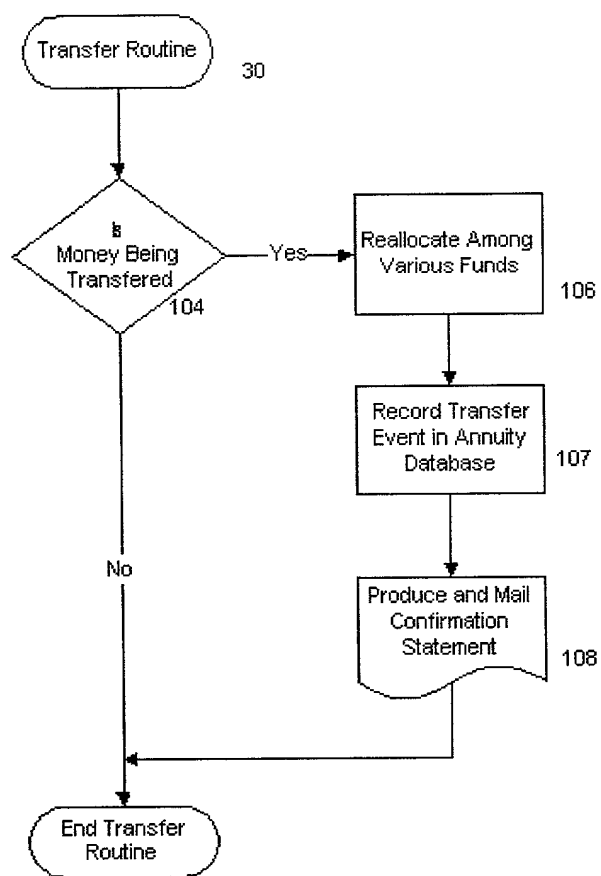 Transfer Routine
30
Is
Money Being
Transfered
104
Yes
Reallocate Among
Various Funds
106
Record Transfer
Event in Annuity
Database
107
No
Produce and Mail
Confirmation
Statement
108
End Transfer
Routine